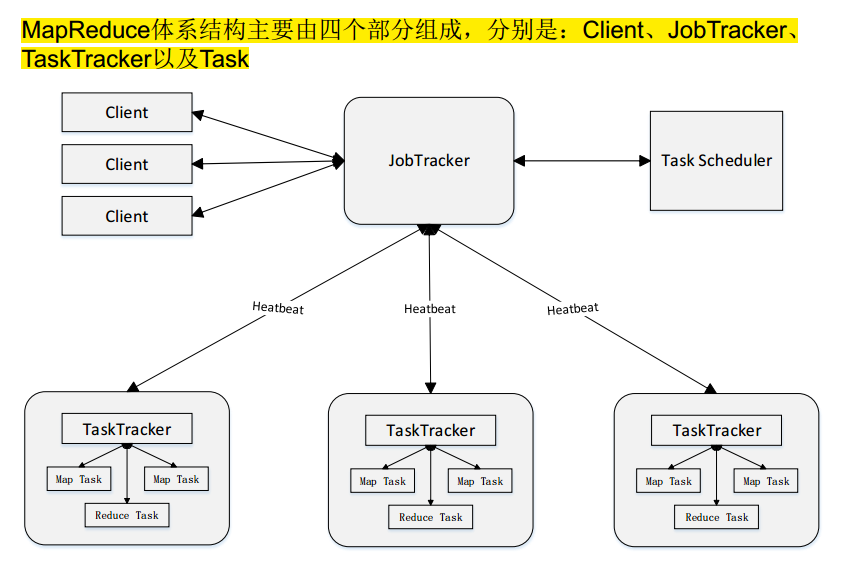 MapReduce体系结构主要由四个部分组成，分别是：Client、JobTracker、
TaskTracker以及Task
Client
Client
Client
JobTracker
Task Scheduler
Heatbeat
Heatbeat
Heatbeat
TaskTracker
Map Task
Map Task
Reduce Task
TaskTracker
Map Task
Map Task
Reduce Task
TaskTracker
Map Task
Map Task
Reduce Task